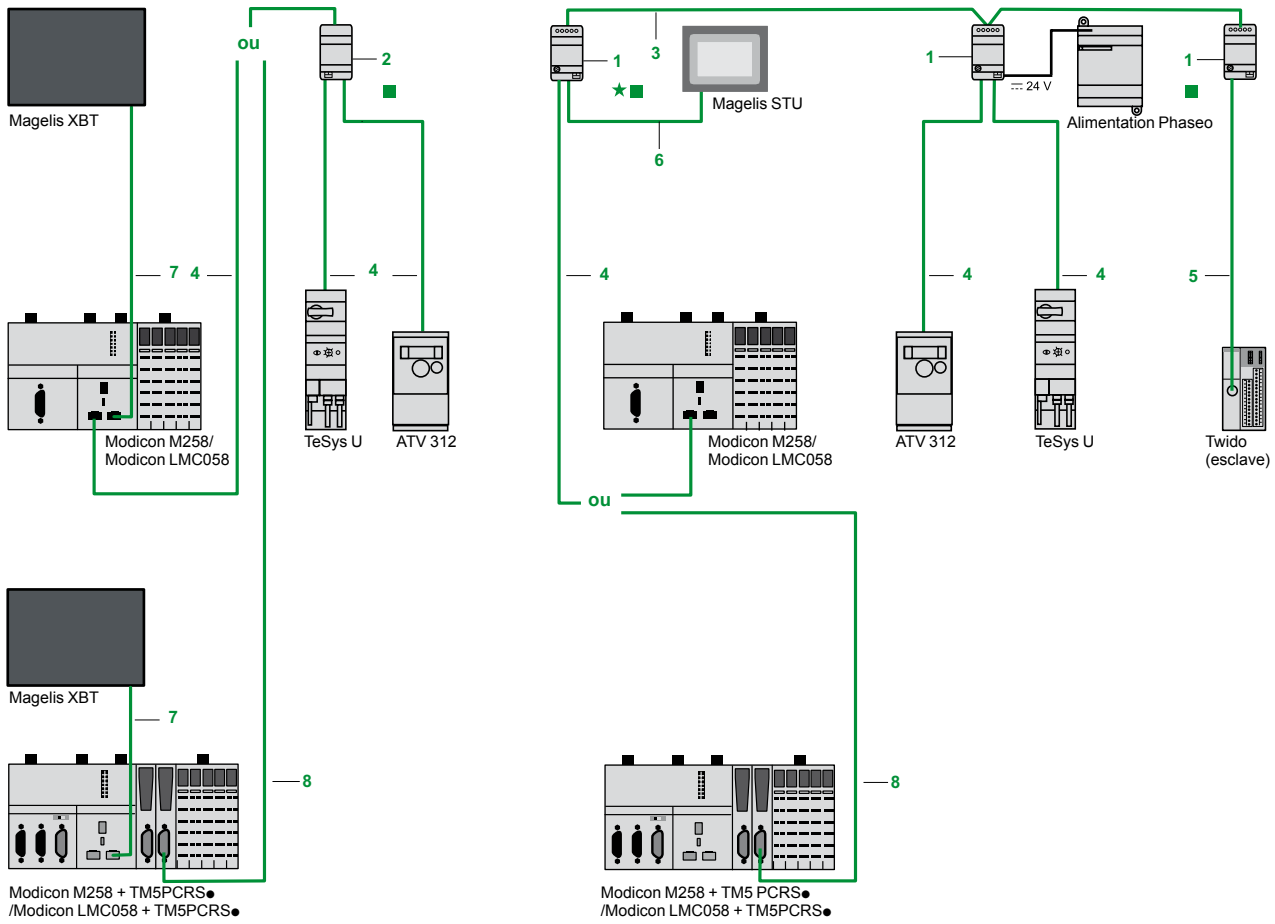 ou
2
Magelis XBT
3
1
Magelis STU
1
24 V
Alimentation Phaseo
1
6
7 4
4
4
4
4
5
Modicon M258/
Modicon LMC058
TeSys U
ATV 312
Modicon M258/
Modicon LMC058
ATV 312
TeSys U
Twido
(esclave)
ou
Magelis XBT
7
8
8
Modicon M258 + TM5PCRS●
/Modicon LMC058 + TM5PCRS●
Modicon M258 + TM5 PCRS●
/Modicon LMC058 + TM5PCRS●